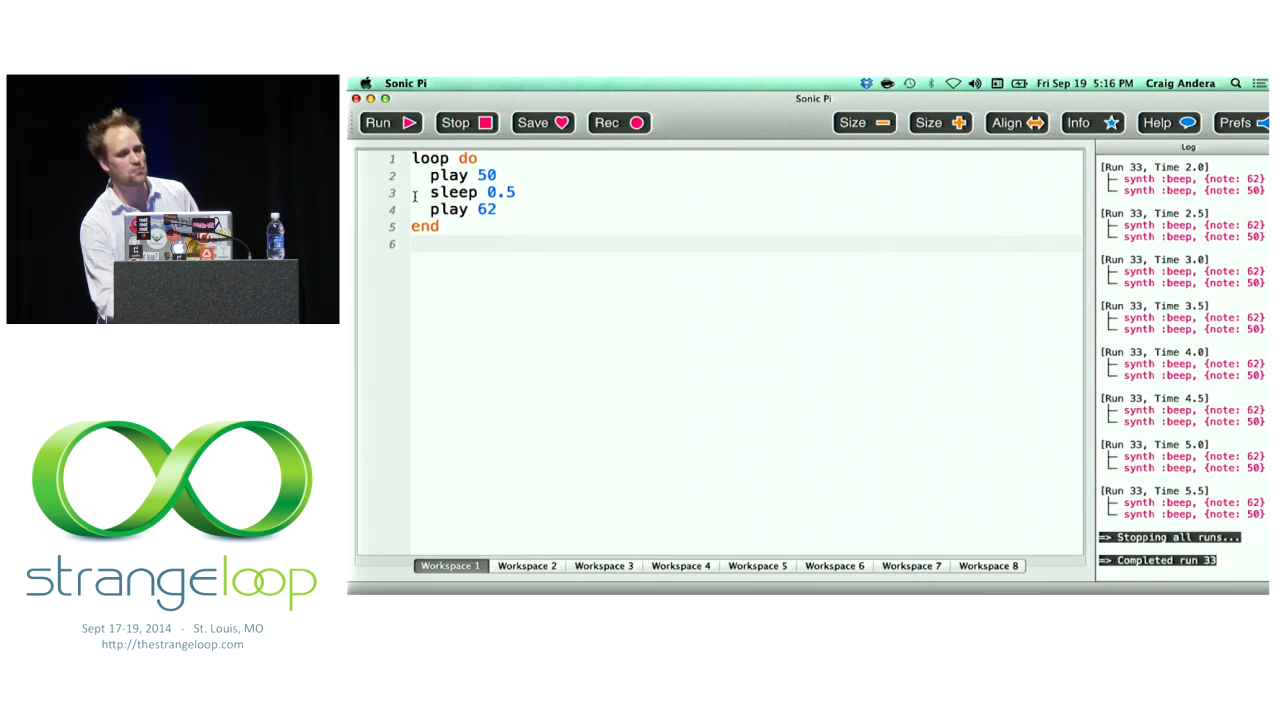 Sonic Pi
Fri Sep 19 5:16 PM Craig Andera
Sonic Pi
Run Stop Save Rec Size Size Align Info Help Prefs
Log
1 loop do
2 play 50
3 sleep 0.5
4 play 62
5 end
6
[Run 33, Time 2.0]
synth :beep, {note: 62}
synth :beep, {note: 50}
[Run 33, Time 2.5]
synth :beep, {note: 62}
synth :beep, {note: 50}
[Run 33, Time 3.0]
synth :beep, {note: 62}
synth :beep, {note: 50}
[Run 33, Time 3.5]
synth :beep, {note: 62}
synth :beep, {note: 50}
[Run 33, Time 4.0]
synth :beep, {note: 62}
synth :beep, {note: 50}
[Run 33, Time 4.5]
synth :beep, {note: 62}
synth :beep, {note: 50}
[Run 33, Time 5.0]
synth :beep, {note: 62}
synth :beep, {note: 50}
[Run 33, Time 5.5]
synth :beep, {note: 62}
synth :beep, {note: 50}
=> Stopping all runs...
=> Completed run 33
Workspace 1 Workspace 2 Workspace 3 Workspace 4 Workspace 5 Workspace 6 Workspace 7 Workspace 8
strangeloop
Sept 17-19, 2014 - St. Louis, MO
http://thestrangeloop.com